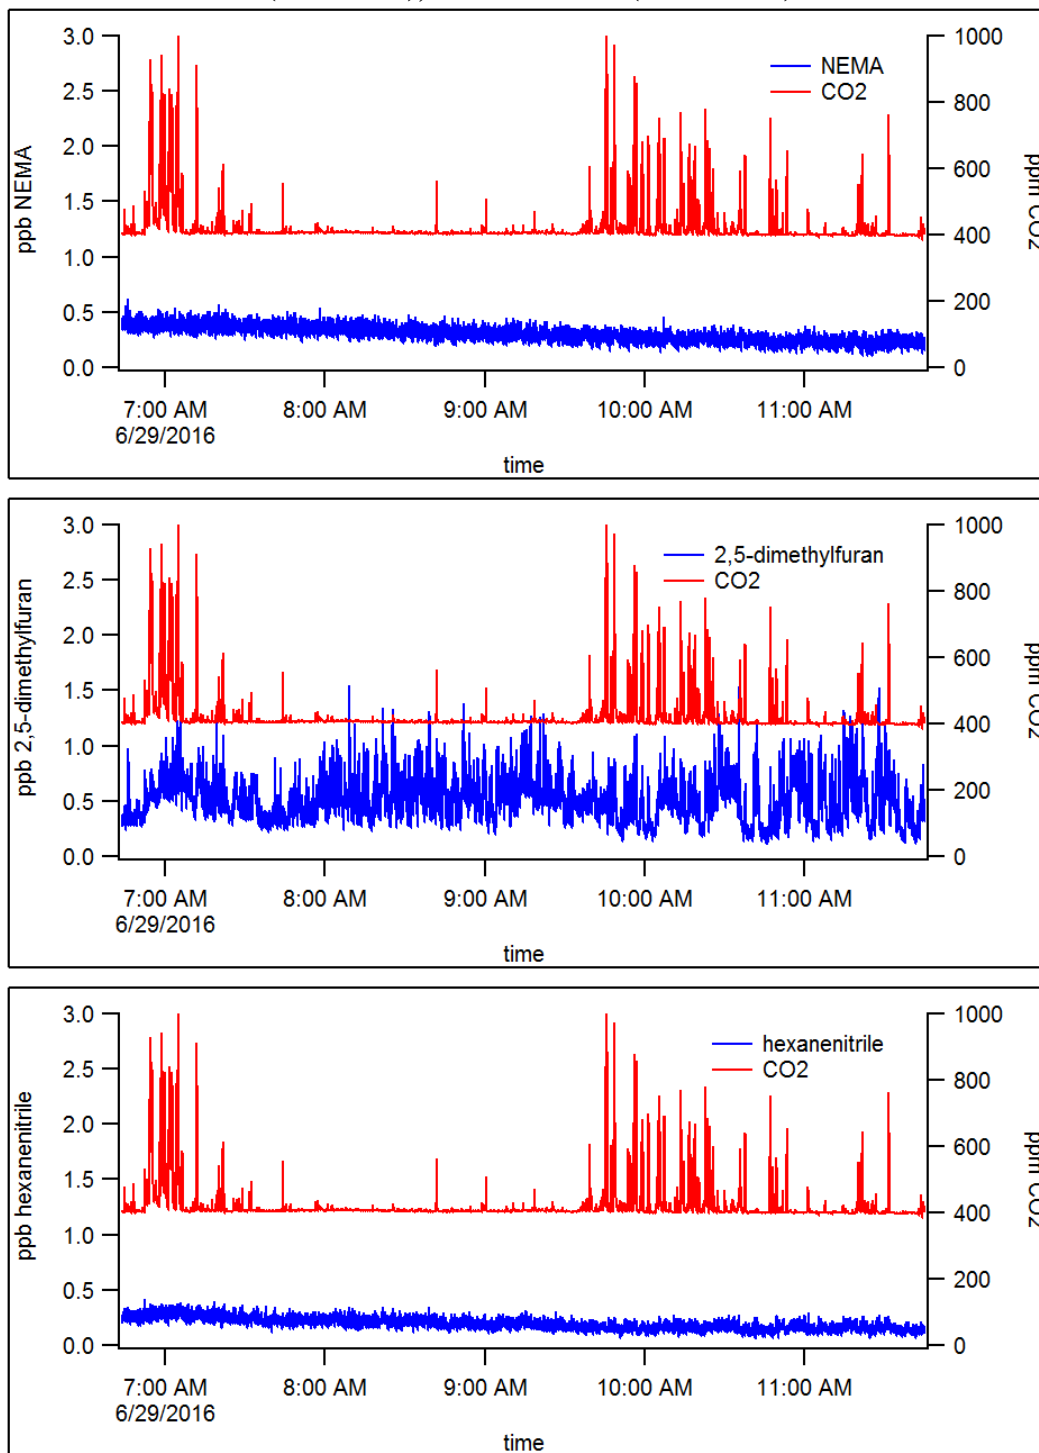 3.0
2.5
2.0
1.5
1.0
0.5
0.0
ppb NEMA
NEMA
CO2
1000
800
600
400
200
0
ppm CO2
7:00 AM
6/29/2016
8:00 AM
9:00 AM
10:00 AM
11:00 AM
time
3.0
2.5
2.0
1.5
1.0
0.5
0.0
ppb 2,5-dimethylfuran
2,5-dimethylfuran
CO2
1000
800
600
400
200
0
ppm CO2
7:00 AM
6/29/2016
8:00 AM
9:00 AM
10:00 AM
11:00 AM
time
3.0
2.5
2.0
1.5
1.0
0.5
0.0
ppb hexanenitrile
hexanenitrile
CO2
1000
800
600
400
200
0
ppm CO2
7:00 AM
6/29/2016
8:00 AM
9:00 AM
10:00 AM
11:00 AM
time